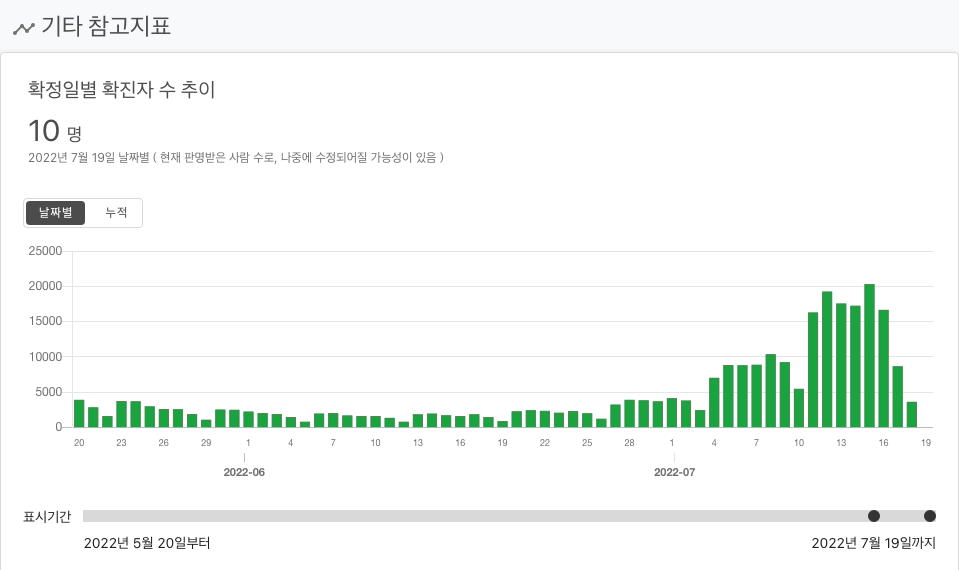 기타 참고지표
확정일별 확진자 수 추이
10 명
2022년 7월 19일 날짜별 ( 현재 판명받은 사람 수로, 나중에 수정되어질 가능성이 있음 )
날짜별 누적
25000
20000
15000
10000
5000
0
20 23 26 29 1 4 7 10 13 16 19 22 25 28 1 4 7 10 13 16 19
2022-06 2022-07
표시기간
2022년 5월 20일부터 2022년 7월 19일까지